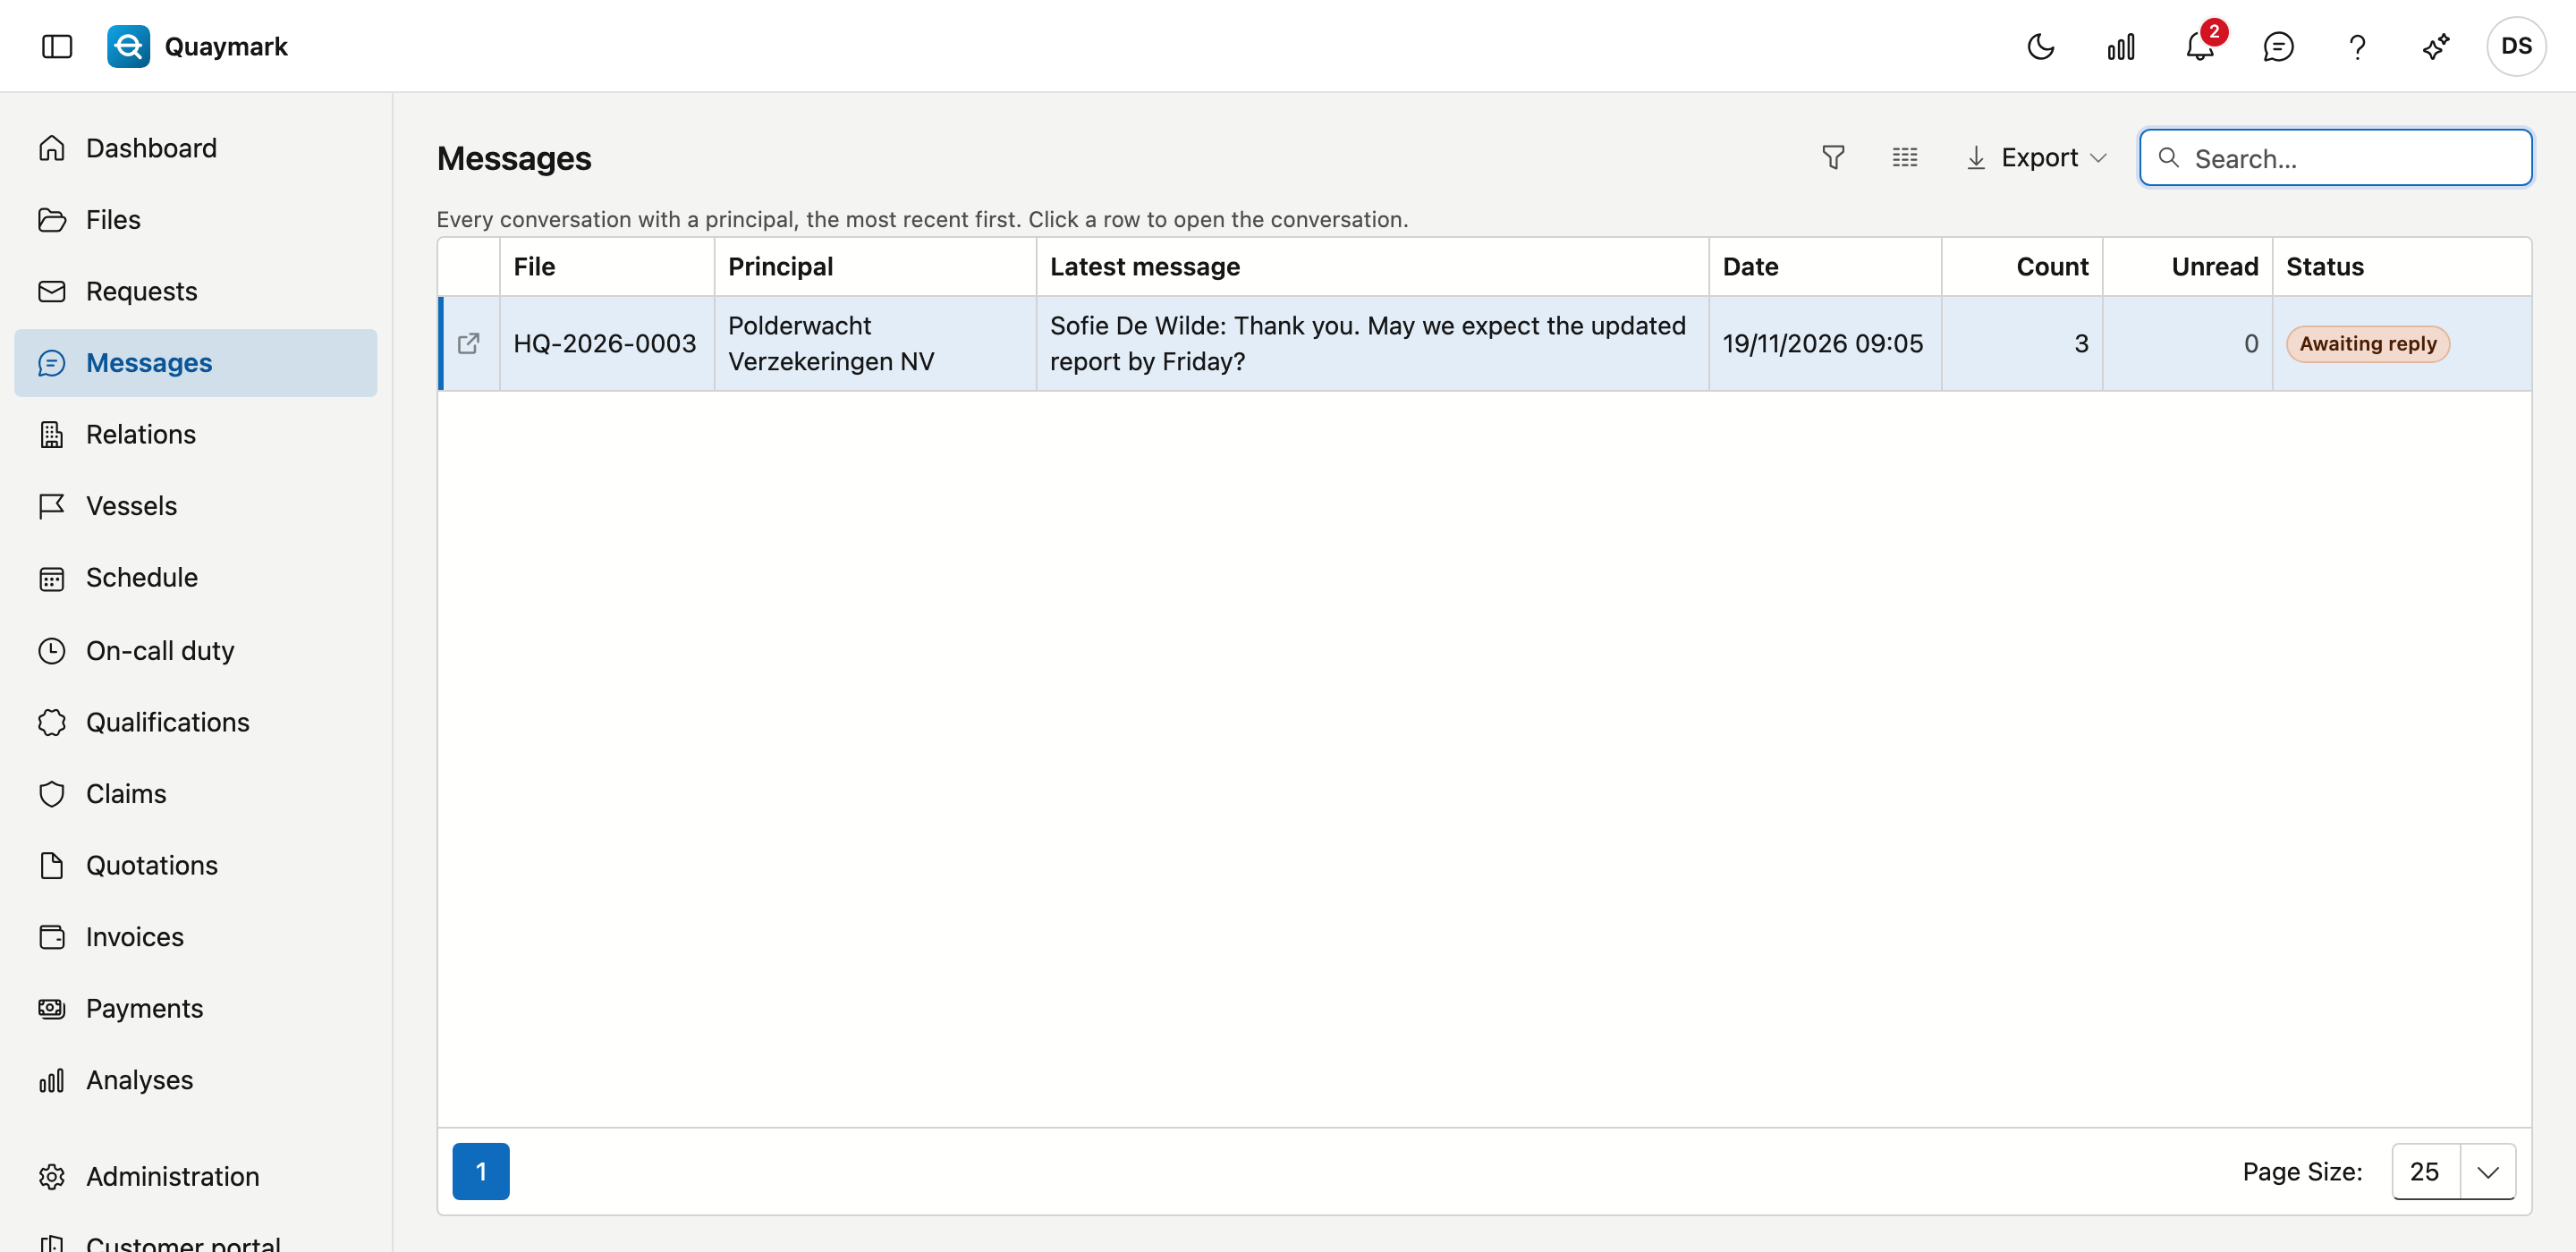 Quaymark
2
DS
Dashboard
Files
Requests
Messages
Relations
Vessels
Schedule
On-call duty
Qualifications
Claims
Quotations
Invoices
Payments
Analyses
Administration
Customer portal
Messages
Export
Search...
Every conversation with a principal, the most recent first. Click a row to open the conversation.
File Principal Latest message Date Count Unread Status
HQ-2026-0003 Polderwacht Verzekeringen NV Sofie De Wilde: Thank you. May we expect the updated report by Friday? 19/11/2026 09:05 3 0 Awaiting reply
1
Page Size: 25